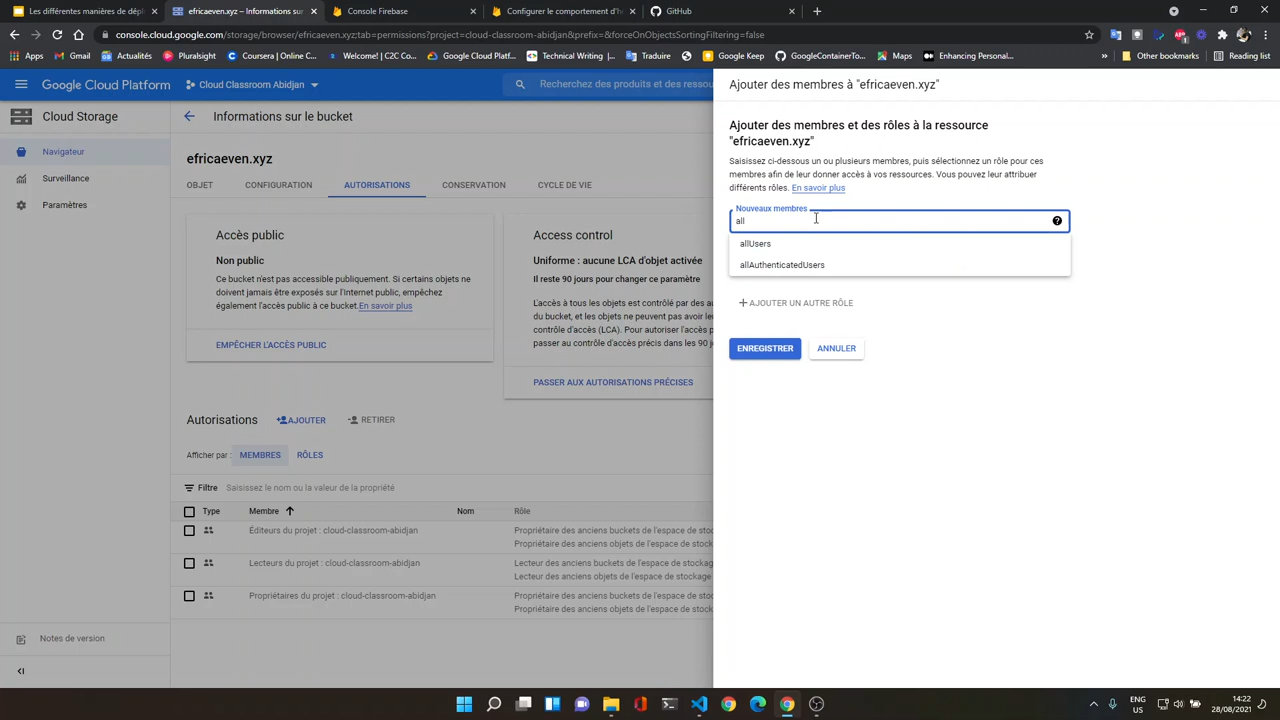 Les différentes manières de dép
Informations sur le bucket – efri
Console Firebase
Configurer le comportement d'h
GitHub
console.cloud.google.com/storage/browser/efricaeven.xyz;tab=permissions?project=cloud-classroom-abidjan&prefix=&forceOnObjectsSortingFiltering=false
Apps
Gmail
Actualités
Pluralsight
Coursera | Online C...
Technical Writing |...
Traduire
(8) YouTube
Google Keep
GoogleContainerTo...
Maps
Enhancing Personal...
Other bookmarks
Reading list
Google Cloud Platform
Cloud Classroom Abidjan
Recherche
Produits, ressources, documents
Ajouter des membres à "efricaeven.xyz"
Cloud Storage
Informations sur le bucket
Navigateur
Surveillance
Paramètres
efricaeven.xyz
OBJET
CONFIGURATION
AUTORISATIONS
CONSERVATION
CYCLE DE VIE
Accès public
Non public
Ce bucket n'est pas accessible publiquement. Si certains objets ne
doivent jamais être exposés sur l'Internet public, empêchez
également l'accès public à ce bucket.En savoir plus
EMPÊCHER L'ACCÈS PUBLIC
Access control
Uniforme : aucune LCA d'objet activée
Il reste 90 jours pour changer ce paramètre
L'accès à tous les objets est contrôlé par des a
du bucket, et les objets ne peuvent pas avoir le
contrôle d'accès (LCA). Pour autoriser l'accès p
passer au contrôle d'accès précis dans les 90 jo
PASSER AUX AUTORISATIONS PRÉCISES
Autorisations
AJOUTER
RETIRER
Afficher par :
MEMBRES
RÔLES
Filtre
Saisissez le nom ou la valeur de la propriété
Type
Membre
Nom
Rôle
Éditeurs du projet : cloud-classroom-abidjan
Propriétaire des anciens buckets de l'espace de stoc
Propriétaire des anciens objets de l'espace de stock
Lecteurs du projet : cloud-classroom-abidjan
Lecteur des anciens buckets de l'espace de stockage
Lecteur des anciens objets de l'espace de stockage
Propriétaires du projet : cloud-classroom-abidjan
Propriétaire des anciens buckets de l'espace de stoc
Propriétaire des anciens objets de l'espace de stock
Notes de version
Ajouter des membres et des rôles à la ressource
"efricaeven.xyz"
Saisissez ci-dessous un ou plusieurs membres, puis sélectionnez un rôle pour ces
membres afin de leur donner accès à vos ressources. Vous pouvez leur attribuer
différents rôles. En savoir plus
Nouveaux membres
all
allUsers
allAuthenticatedUsers
AJOUTER UN AUTRE RÔLE
ENREGISTRER
ANNULER
ENG
CA
14:22
28/08/2021